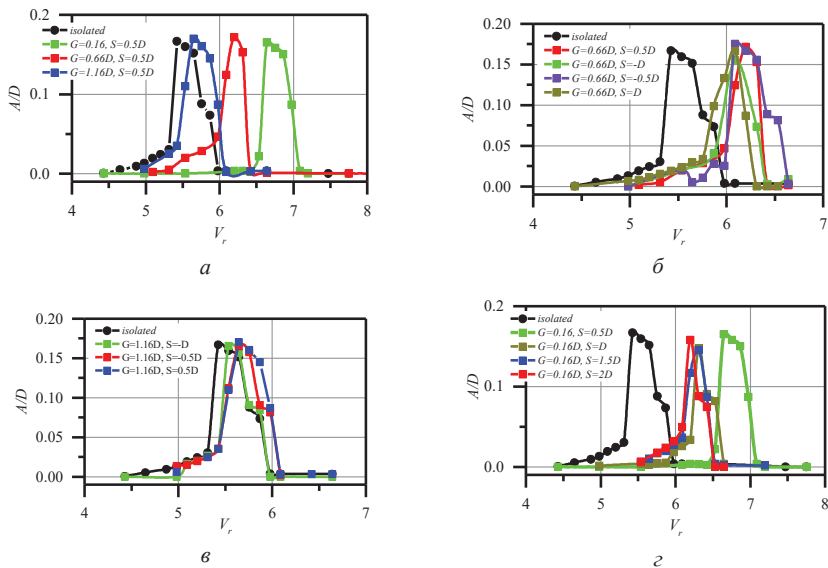 0.2
0.1
0.0
A/D
isolated
G=0.16, S=0.5D
G=0.66D, S=0.5D
G=1.16D, S=0.5D
4 5 6 7 8
V_r
а
0.20
0.15
0.10
0.05
0.00
A/D
isolated
G=0.66D, S=0.5D
G=0.66D, S=-D
G=0.66D, S=-0.5D
G=0.66D, S=D
4 5 6 7
V_r
б
0.20
0.15
0.10
0.05
0.00
A/D
isolated
G=1.16D, S=-D
G=1.16D, S=-0.5D
G=1.16D, S=0.5D
4 5 6 7
V_r
в
0.2
0.1
0.0
A/D
isolated
G=0.16, S=0.5D
G=0.16D, S=D
G=0.16D, S=1.5D
G=0.16D, S=2D
4 5 6 7 8
V_r
г